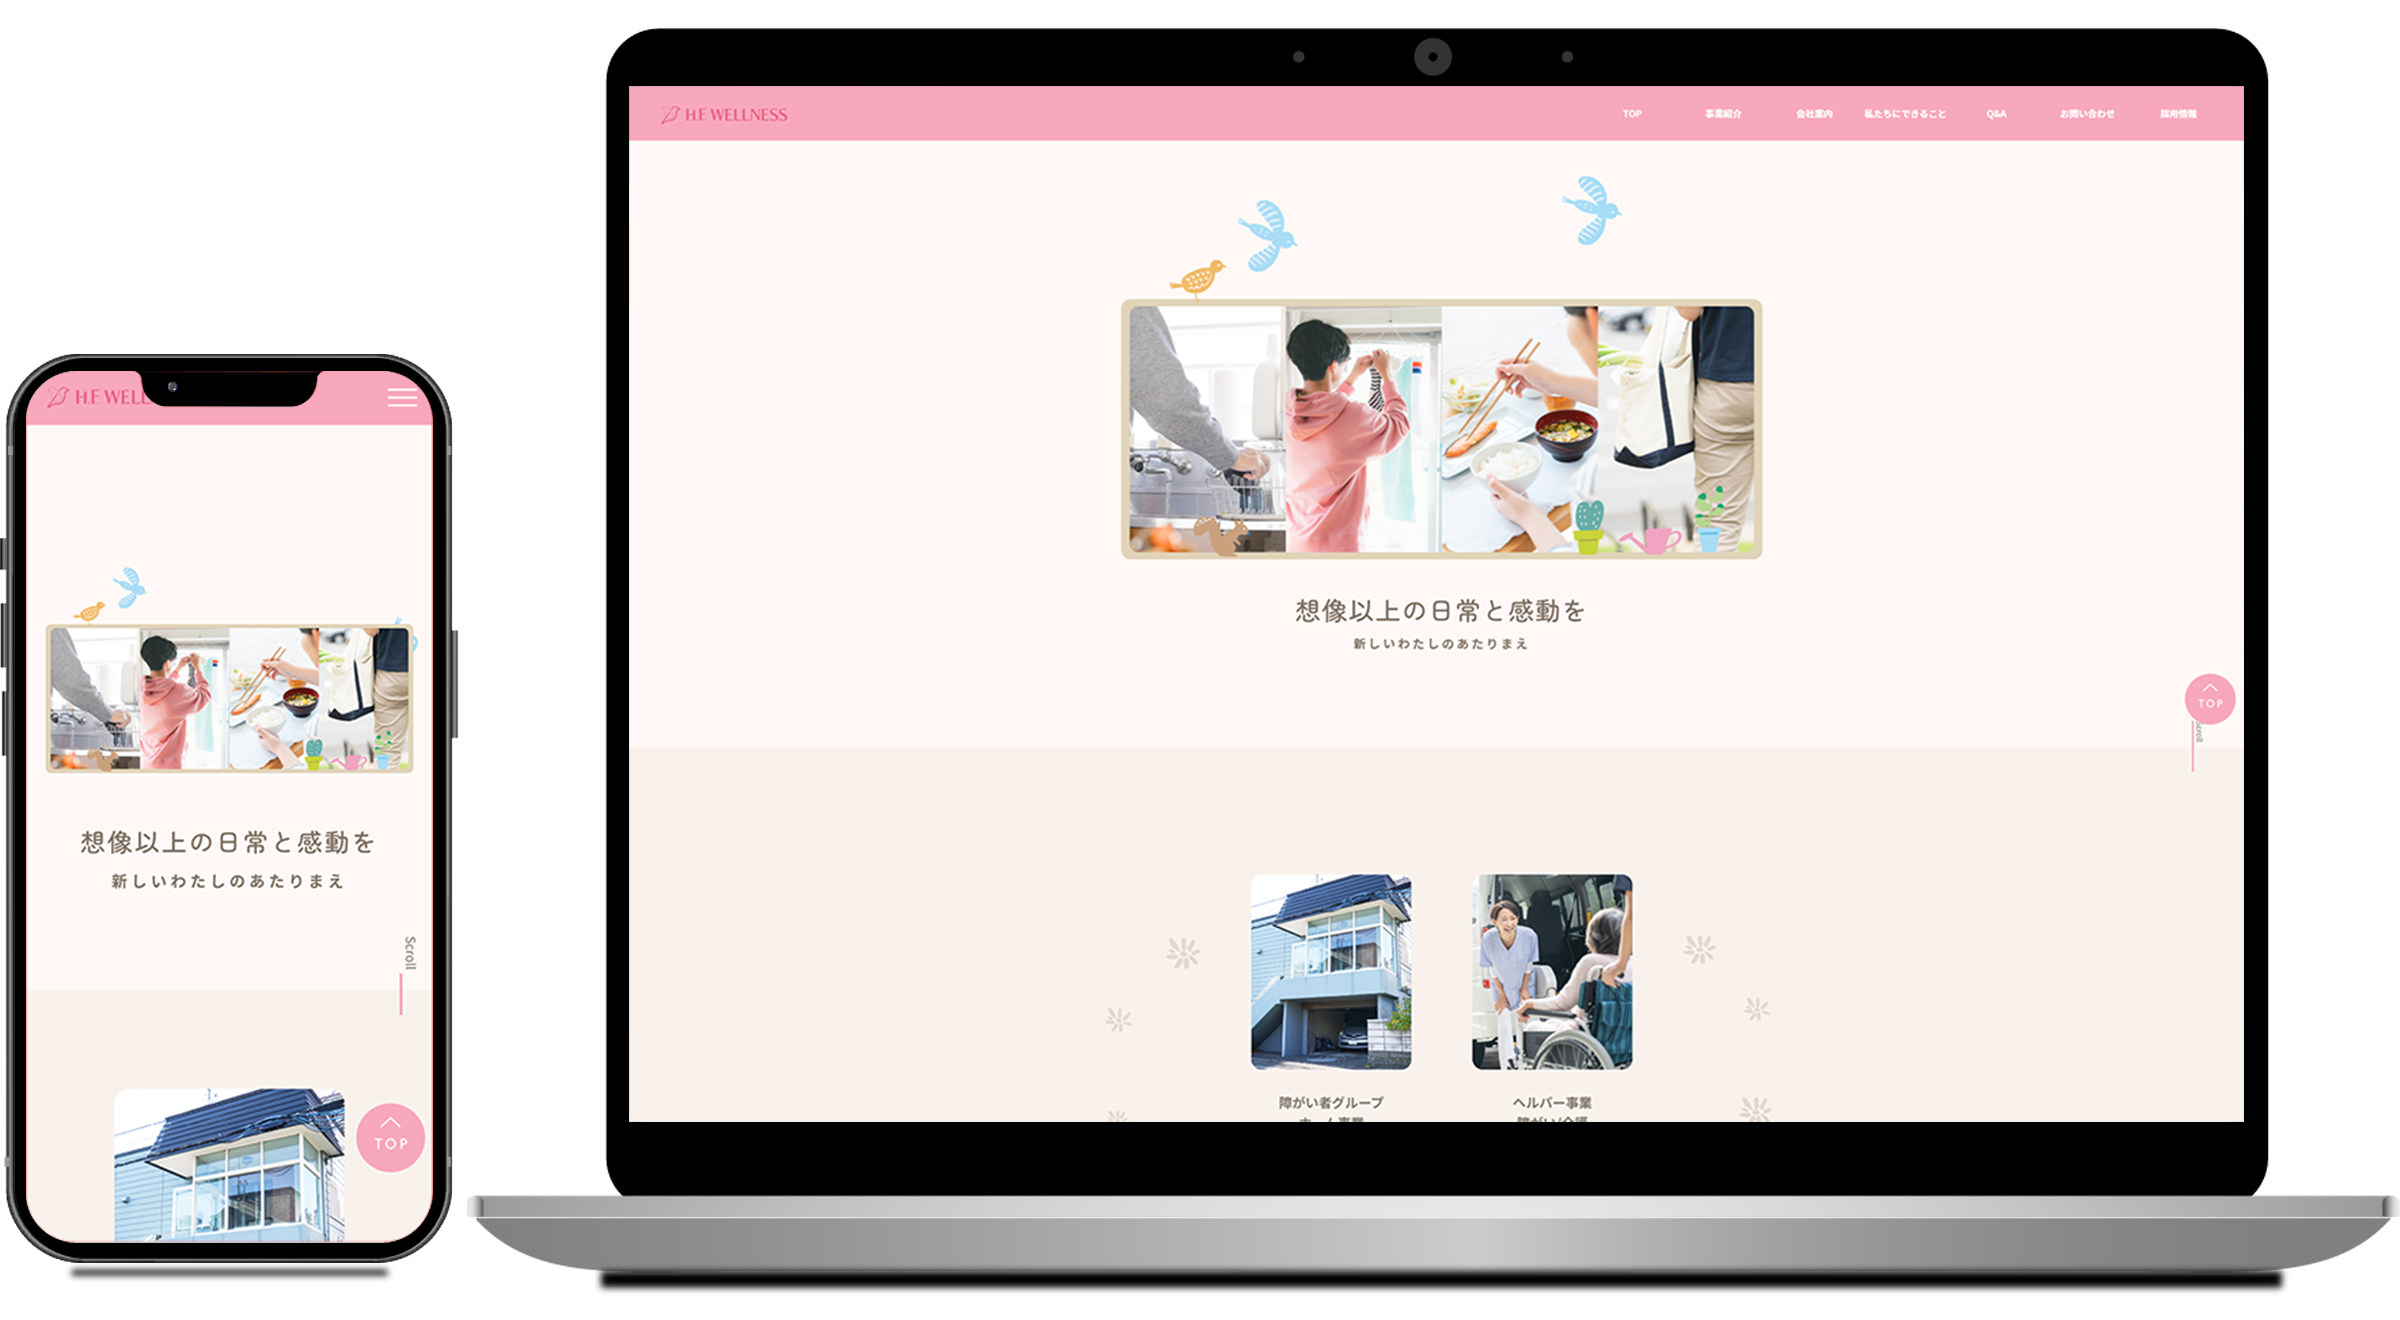 H.F. WELL
想像以上の日常と感動を
新しいわたしのあたりまえ
Scroll
TOP
H.F. WELLNESS
TOP 事業紹介 会社案内 私たちにできること Q&A お問い合わせ 採用情報
想像以上の日常と感動を
新しいわたしのあたりまえ
TOP
障がい者グループ
ヘルパー事業